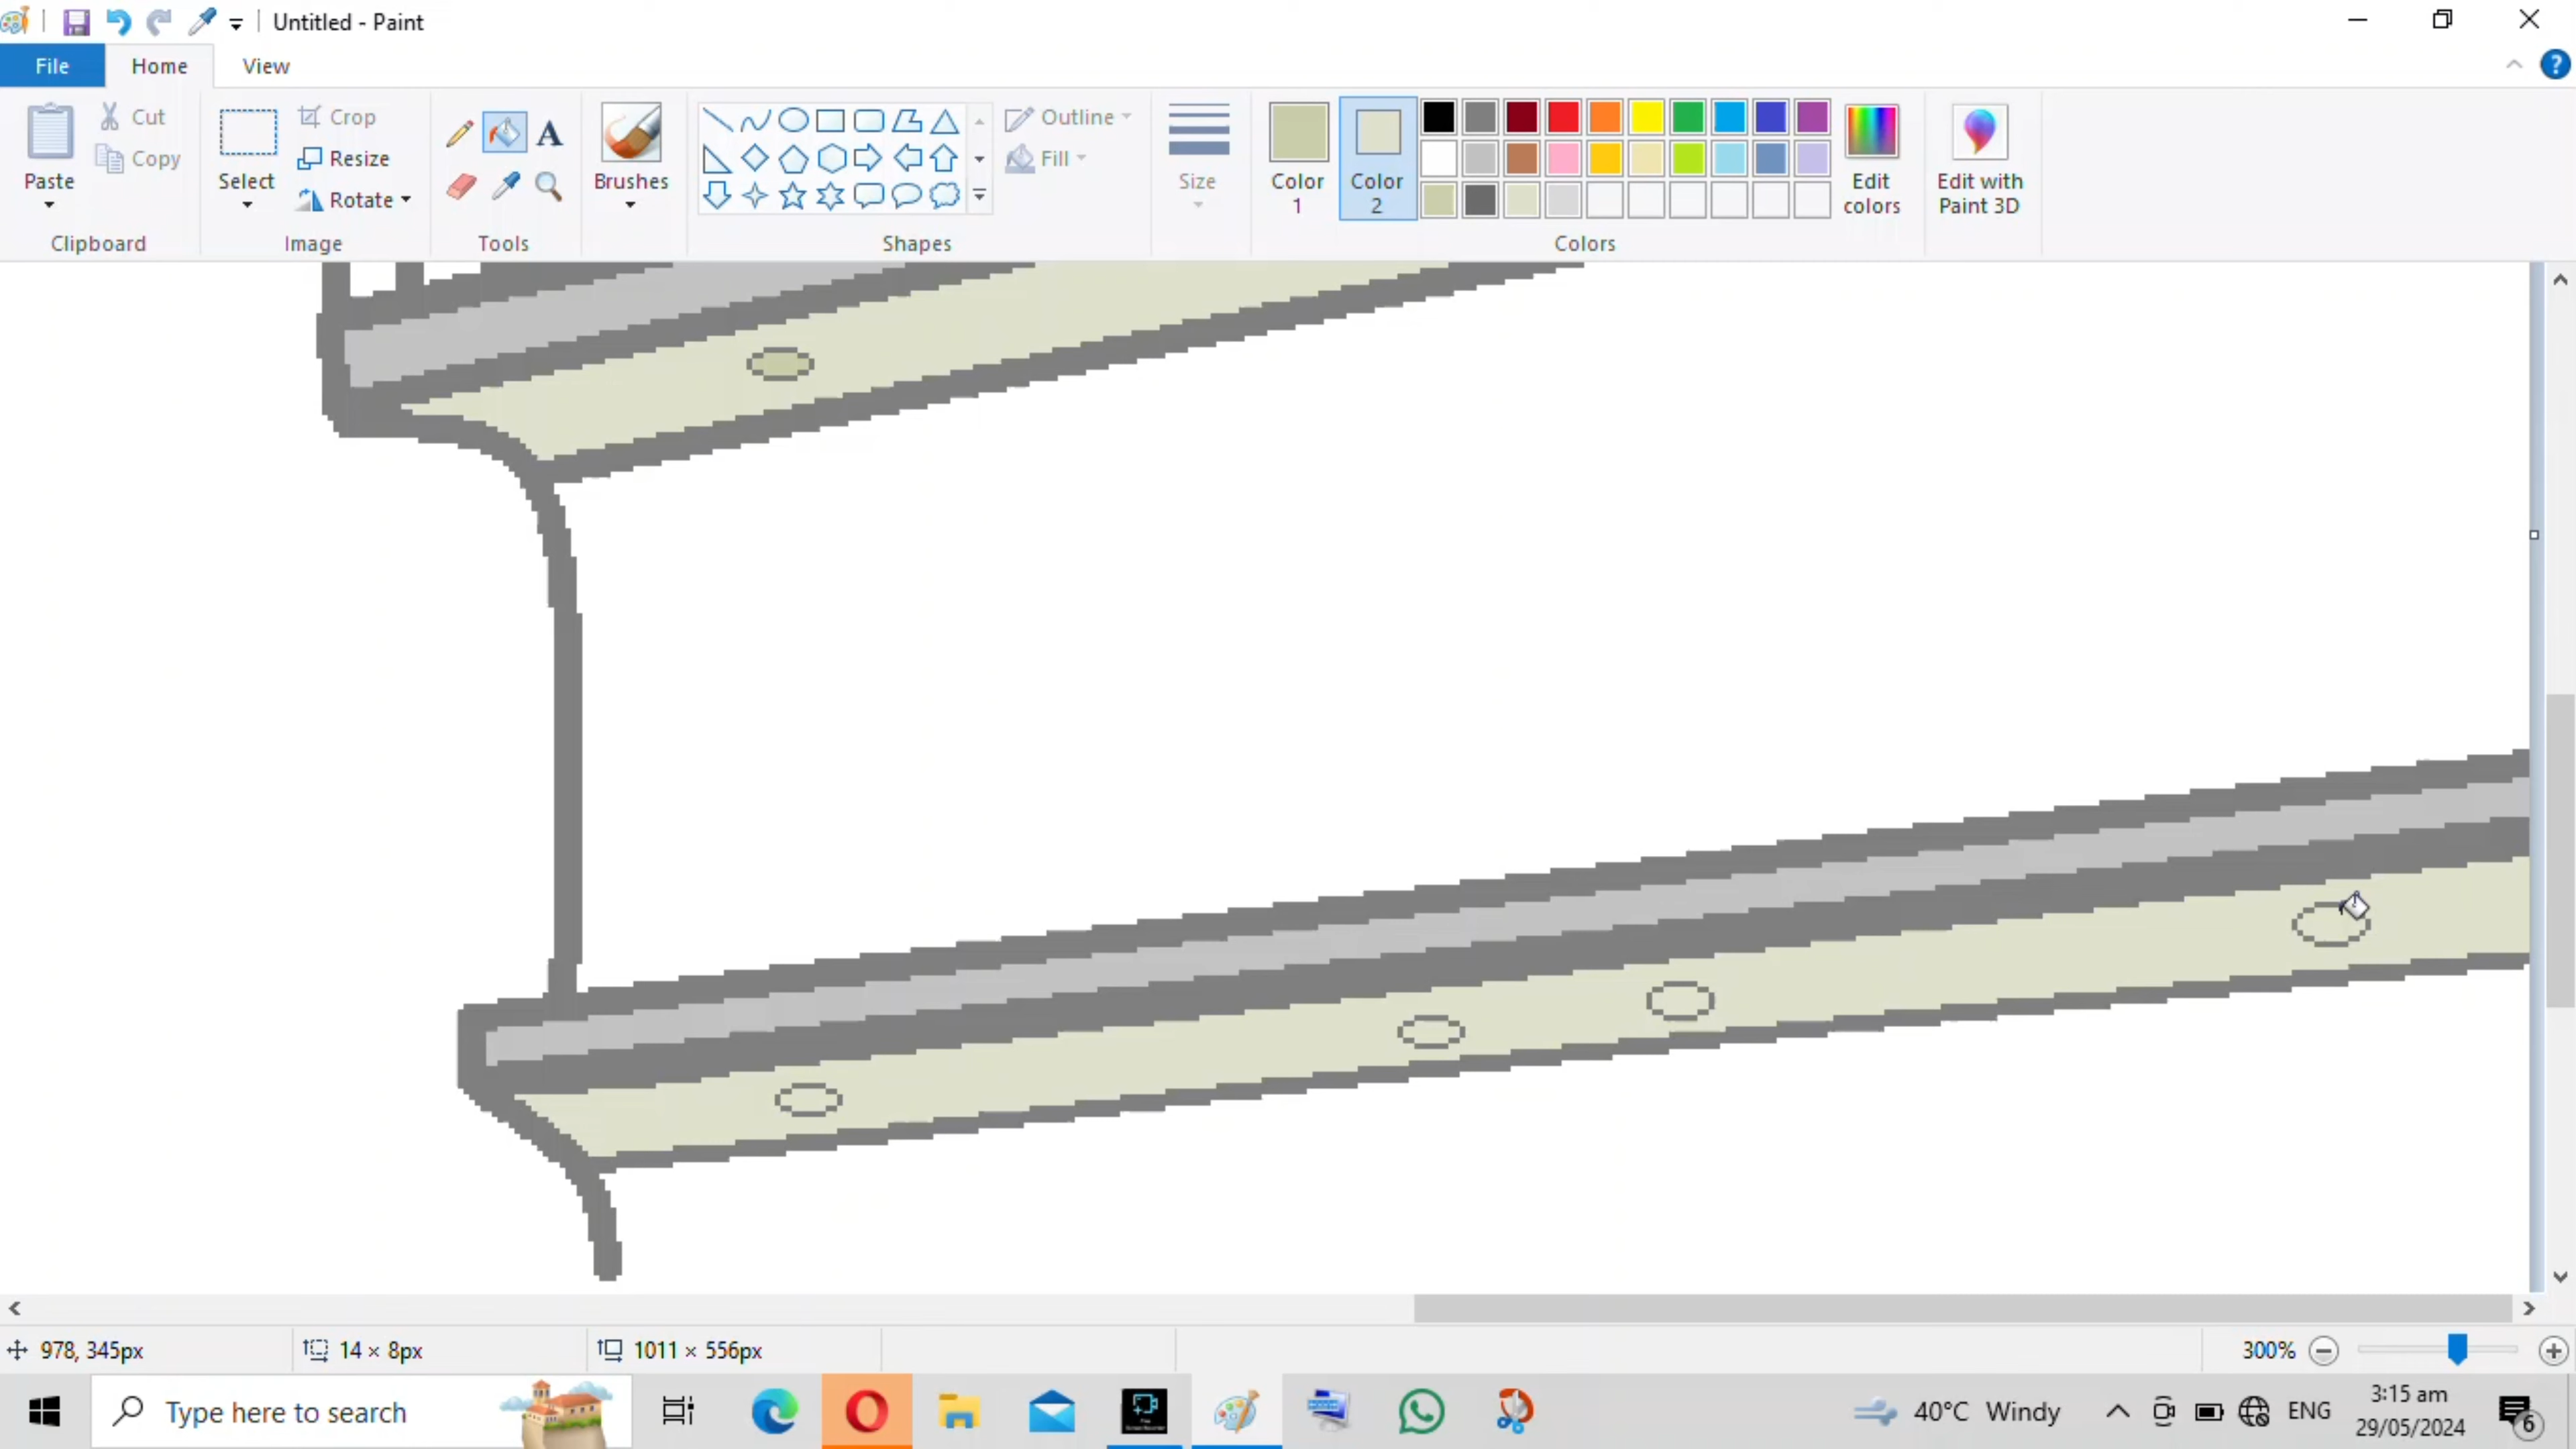 Untitled - Paint
File Home View
Paste Cut Copy
Clipboard
Select Crop Resize Rotate
Image
A
Tools
Brushes
Shapes
Outline
Fill
Size
Color 1
Color 2
Edit colors
Colors
Edit with Paint 3D
978, 345px 14 × 8px 1011 × 556px 300%
Type here to search
40°C Windy
ENG
3:15 am
29/05/2024
6